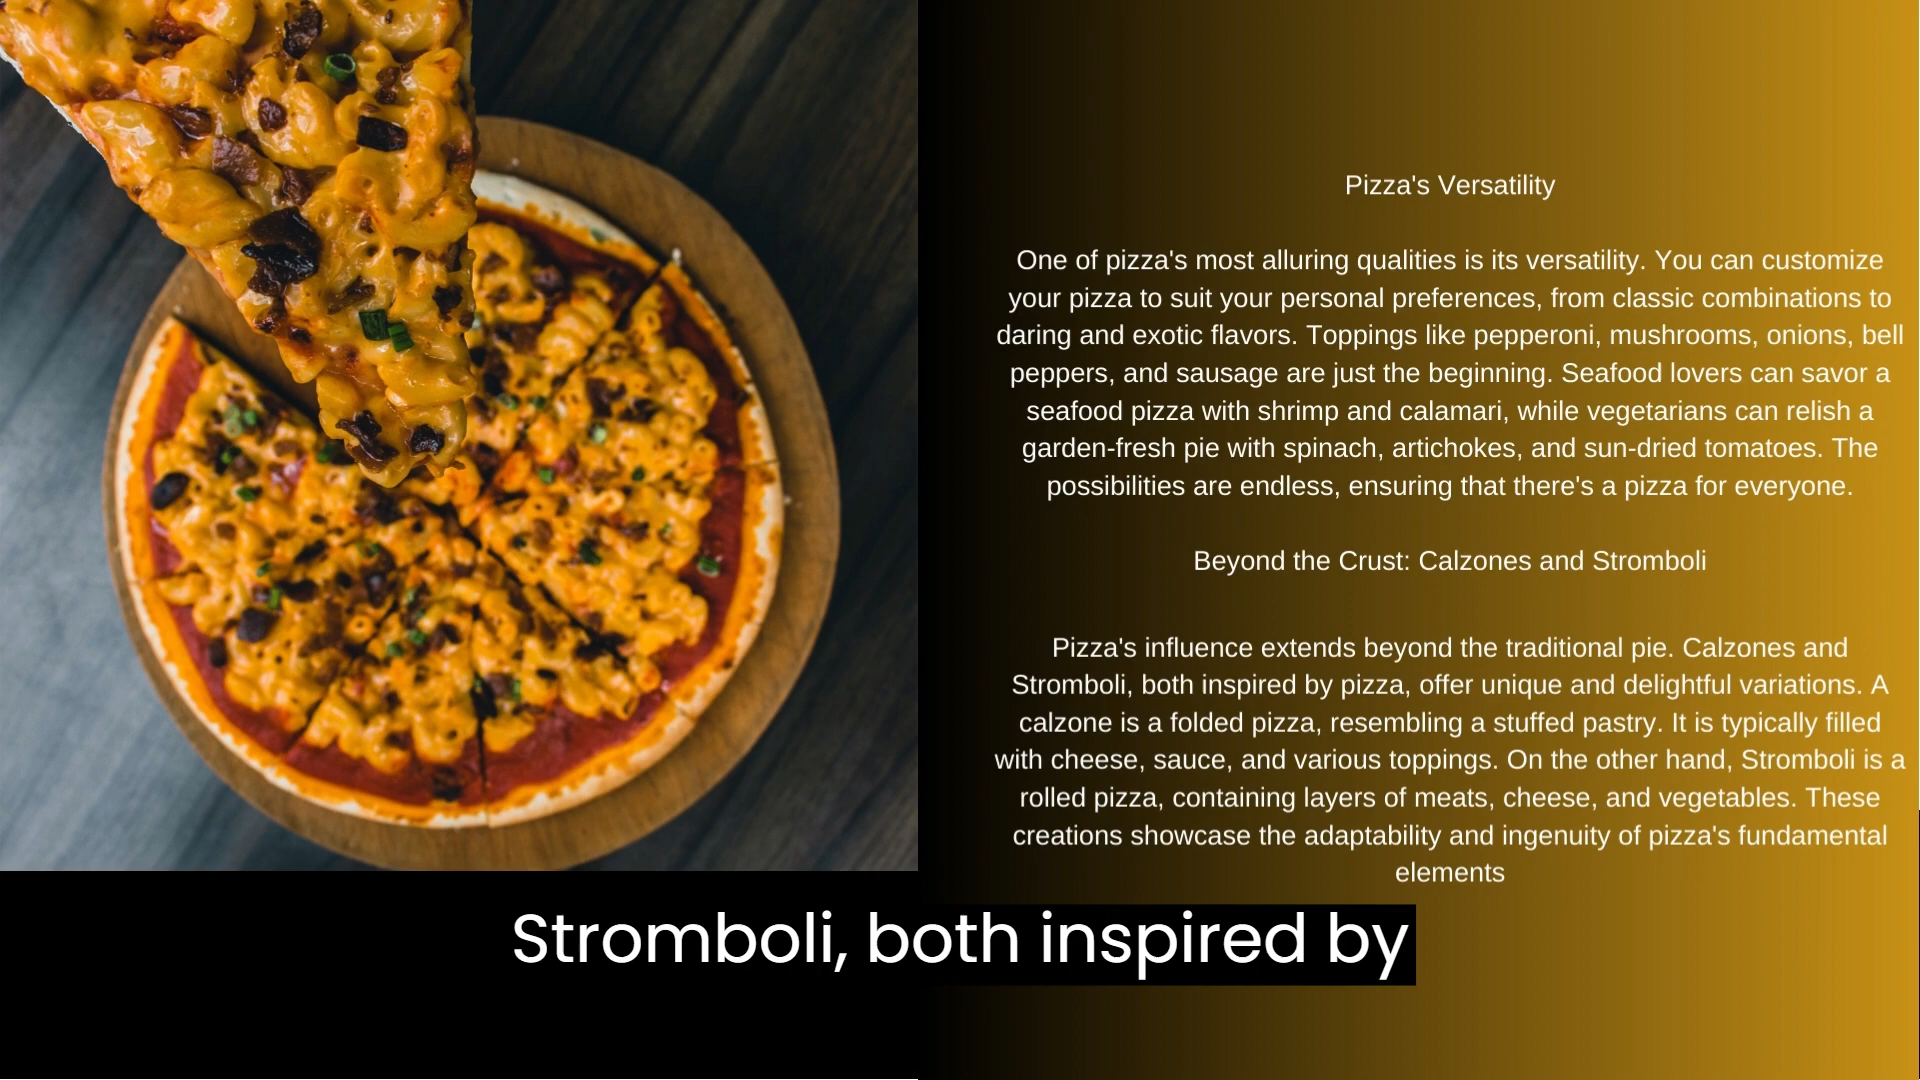 Pizza's Versatility
One of pizza's most alluring qualities is its versatility. You can customize
your pizza to suit your personal preferences, from classic combinations to
daring and exotic flavors. Toppings like pepperoni, mushrooms, onions, bell
peppers, and sausage are just the beginning. Seafood lovers can savor a
seafood pizza with shrimp and calamari, while vegetarians can relish a
garden-fresh pie with spinach, artichokes, and sun-dried tomatoes. The
possibilities are endless, ensuring that there's a pizza for everyone.
Beyond the Crust: Calzones and Stromboli
Pizza's influence extends beyond the traditional pie. Calzones and
Stromboli, both inspired by pizza, offer unique and delightful variations. A
calzone is a folded pizza, resembling a stuffed pastry. It is typically filled
with cheese, sauce, and various toppings. On the other hand, Stromboli is a
rolled pizza, containing layers of meats, cheese, and vegetables. These
creations showcase the adaptability and ingenuity of pizza's fundamental
elements
Stromboli, both inspired by